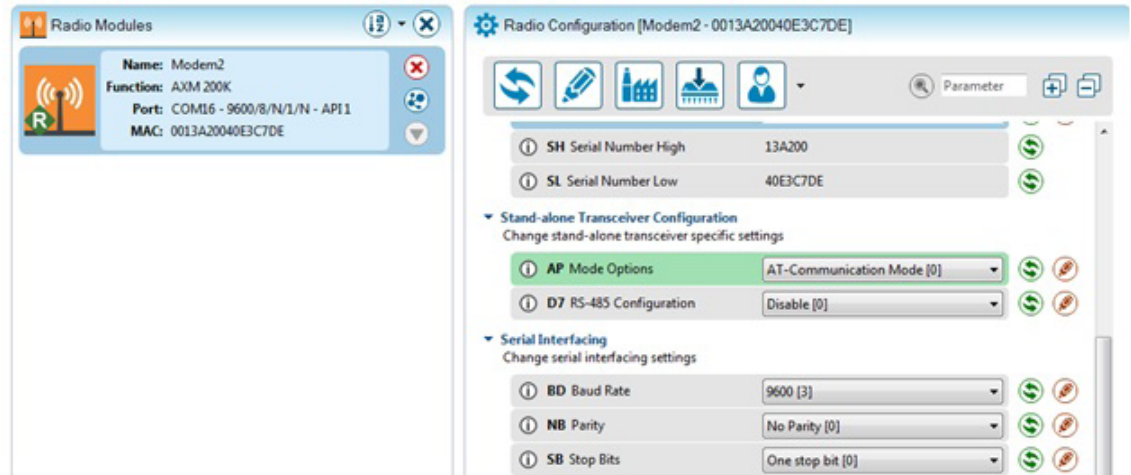 Radio Modules
Name: Modem2
Function: AXM 200K
Port: COM16 - 9600/8/N/1/N - API 1
MAC: 0013A20040E3C7DE
R
Radio Configuration [Modem2 - 0013A20040E3C7DE]
Parameter
SH Serial Number High 13A200
SL Serial Number Low 40E3C7DE
Stand-alone Transceiver Configuration
Change stand-alone transceiver specific settings
AP Mode Options AT-Communication Mode [0]
D7 RS-485 Configuration Disable [0]
Serial Interfacing
Change serial interfacing settings
BD Baud Rate 9600 [3]
NB Parity No Parity [0]
SB Stop Bits One stop bit [0]